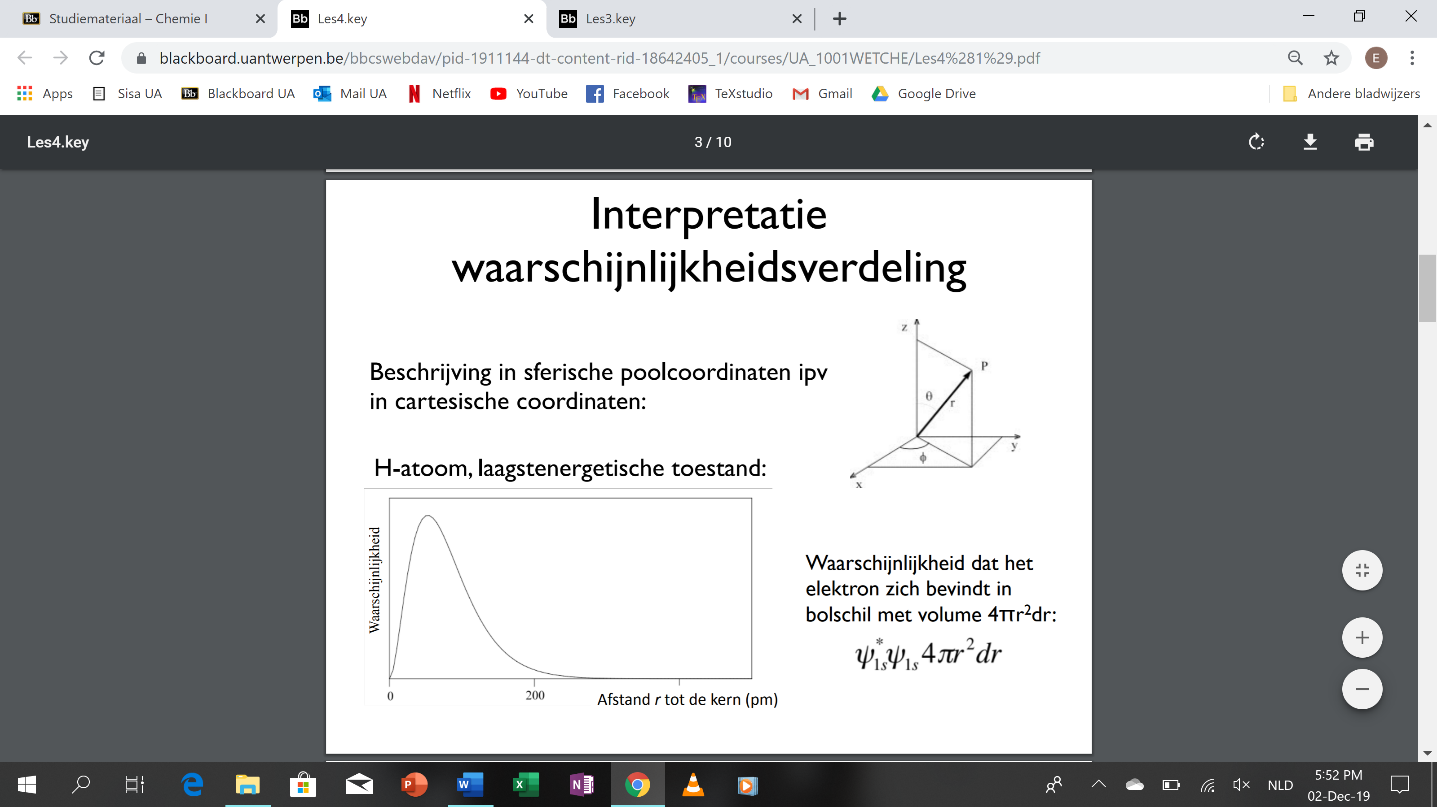 Studiemateriaal – Chemie I
Les4.key
Les3.key
blackboard.uantwerpen.be/bbcswebdav/pid-1911144-dt-content-rid-18642405_1/courses/UA_1001WETCHE/Les4%281%29.pdf
E
Apps
Sisa UA
Blackboard UA
Mail UA
Netflix
YouTube
Facebook
TeXstudio
Gmail
Google Drive
Andere bladwijzers
Les4.key
3 / 10
Interpretatie
waarschijnlijkheidsverdeling
Beschrijving in sferische poolcoordinaten ipv
in cartesische coordinaten:
z
P
θ
r
y
ϕ
x
H-atoom, laagstenergetische toestand:
Waarschijnlijkheid
0
200
Afstand r tot de kern (pm)
Waarschijnlijkheid dat het
elektron zich bevindt in
bolschil met volume 4πr²dr:
ψ*₁ₛψ₁ₛ4πr²dr
NLD
5:52 PM
02-Dec-19